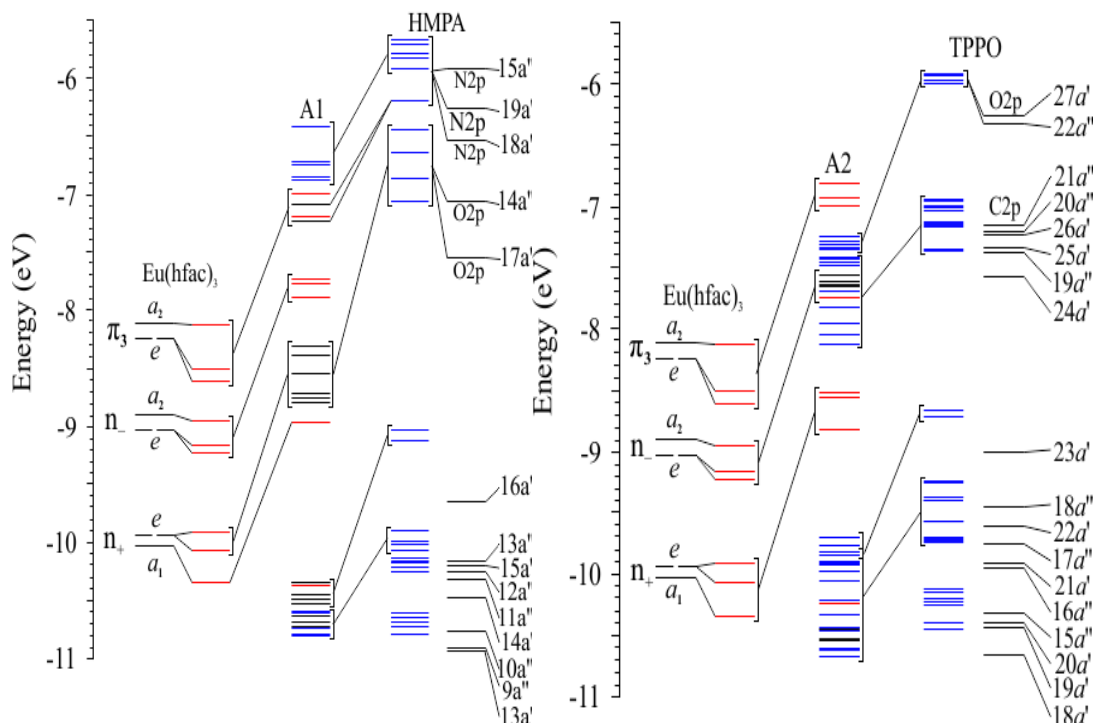 HMPA
A1
Energy (eV)
-6
-7
-8
-9
-10
-11
Eu(hfac)₃
π₃
a₂
e
n₋
a₂
e
n₊
e
a₁
N2p
15a"
N2p
19a'
N2p
18a'
O2p
14a"
O2p
17a'
16a'
13a"
15a'
12a"
11a"
14a'
10a"
9a"
13a'
TPPO
A2
Energy (eV)
-5
-6
-7
-8
-9
-10
-11
Eu(hfac)₃
π₃
a₂
e
n₋
a₂
e
n₊
e
a₁
O2p
27a'
22a"
C2p
21a"
20a"
26a'
25a'
19a"
24a'
23a'
18a"
22a'
17a"
21a'
16a"
15a"
20a'
19a'
18a'